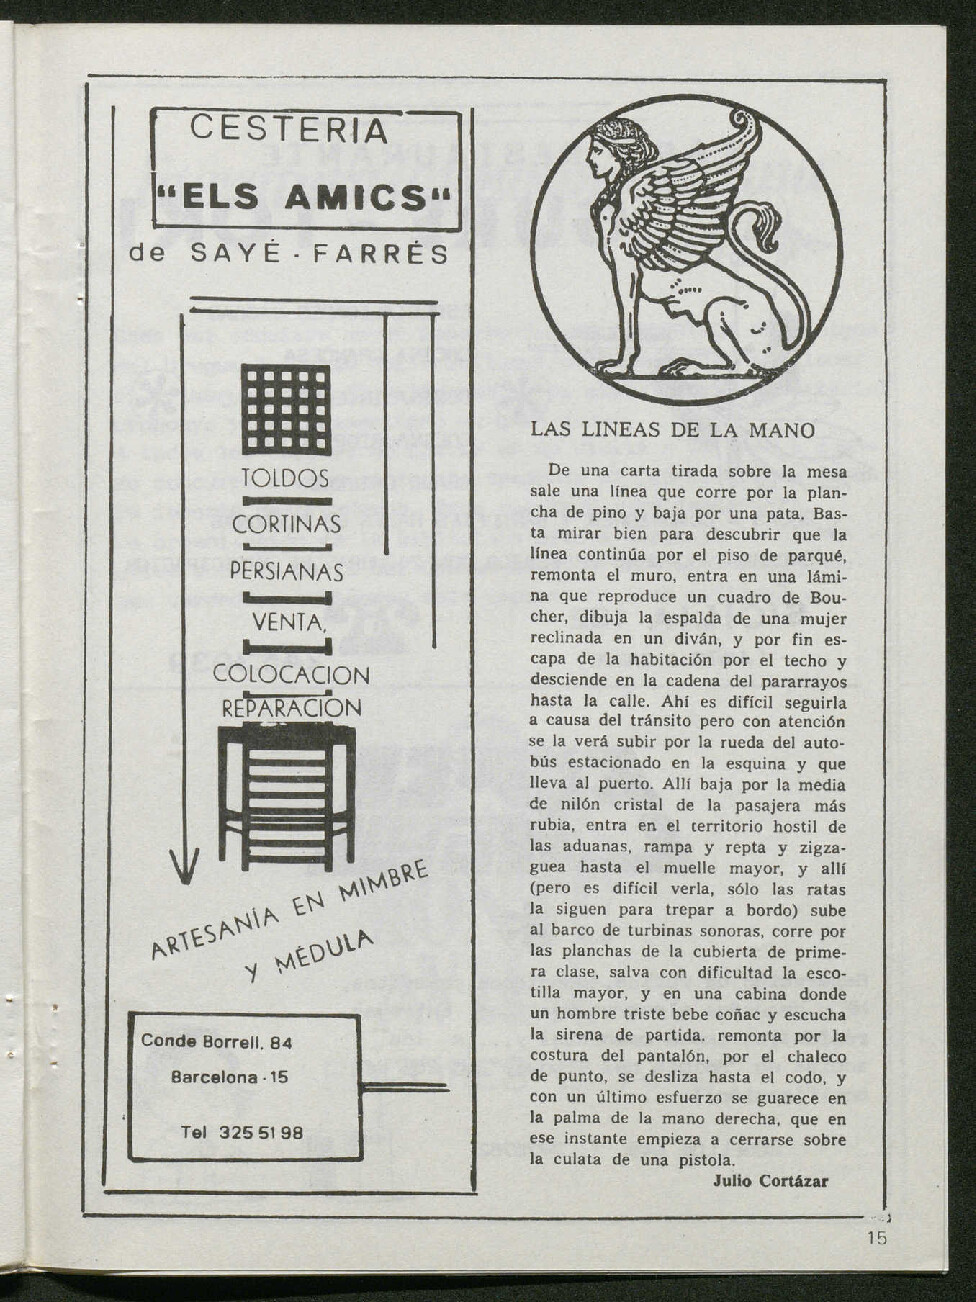 CESTERIA
"ELS AMICS"
de SAYÉ - FARRÉS
TOLDOS
CORTINAS
PERSIANAS
VENTA,
COLOCACION
REPARACION
ARTESANÍA EN MIMBRE
y MÉDULA
Conde Borrell, 84
Barcelona - 15
Tel 325 51 98
LAS LINEAS DE LA MANO
De una carta tirada sobre la mesa
sale una línea que corre por la plan-
cha de pino y baja por una pata. Bas-
ta mirar bien para descubrir que la
línea continúa por el piso de parqué,
remonta el muro, entra en una lámi-
na que reproduce un cuadro de Bou-
cher, dibuja la espalda de una mujer
reclinada en un diván, y por fin es-
capa de la habitación por el techo y
desciende en la cadena del pararrayos
hasta la calle. Ahí es difícil seguirla
a causa del tránsito pero con atención
se la verá subir por la rueda del auto-
bús estacionado en la esquina y que
lleva al puerto. Allí baja por la media
de nilón cristal de la pasajera más
rubia, entra en el territorio hostil de
las aduanas, rampa y repta y zigza-
guea hasta el muelle mayor, y allí
(pero es difícil verla, sólo las ratas
la siguen para trepar a bordo) sube
al barco de turbinas sonoras, corre por
las planchas de la cubierta de prime-
ra clase, salva con dificultad la esco-
tilla mayor, y en una cabina donde
un hombre triste bebe coñac y escucha
la sirena de partida, remonta por la
costura del pantalón, por el chaleco
de punto, se desliza hasta el codo, y
con un último esfuerzo se guarece en
la palma de la mano derecha, que en
ese instante empieza a cerrarse sobre
la culata de una pistola.
Julio Cortázar
15